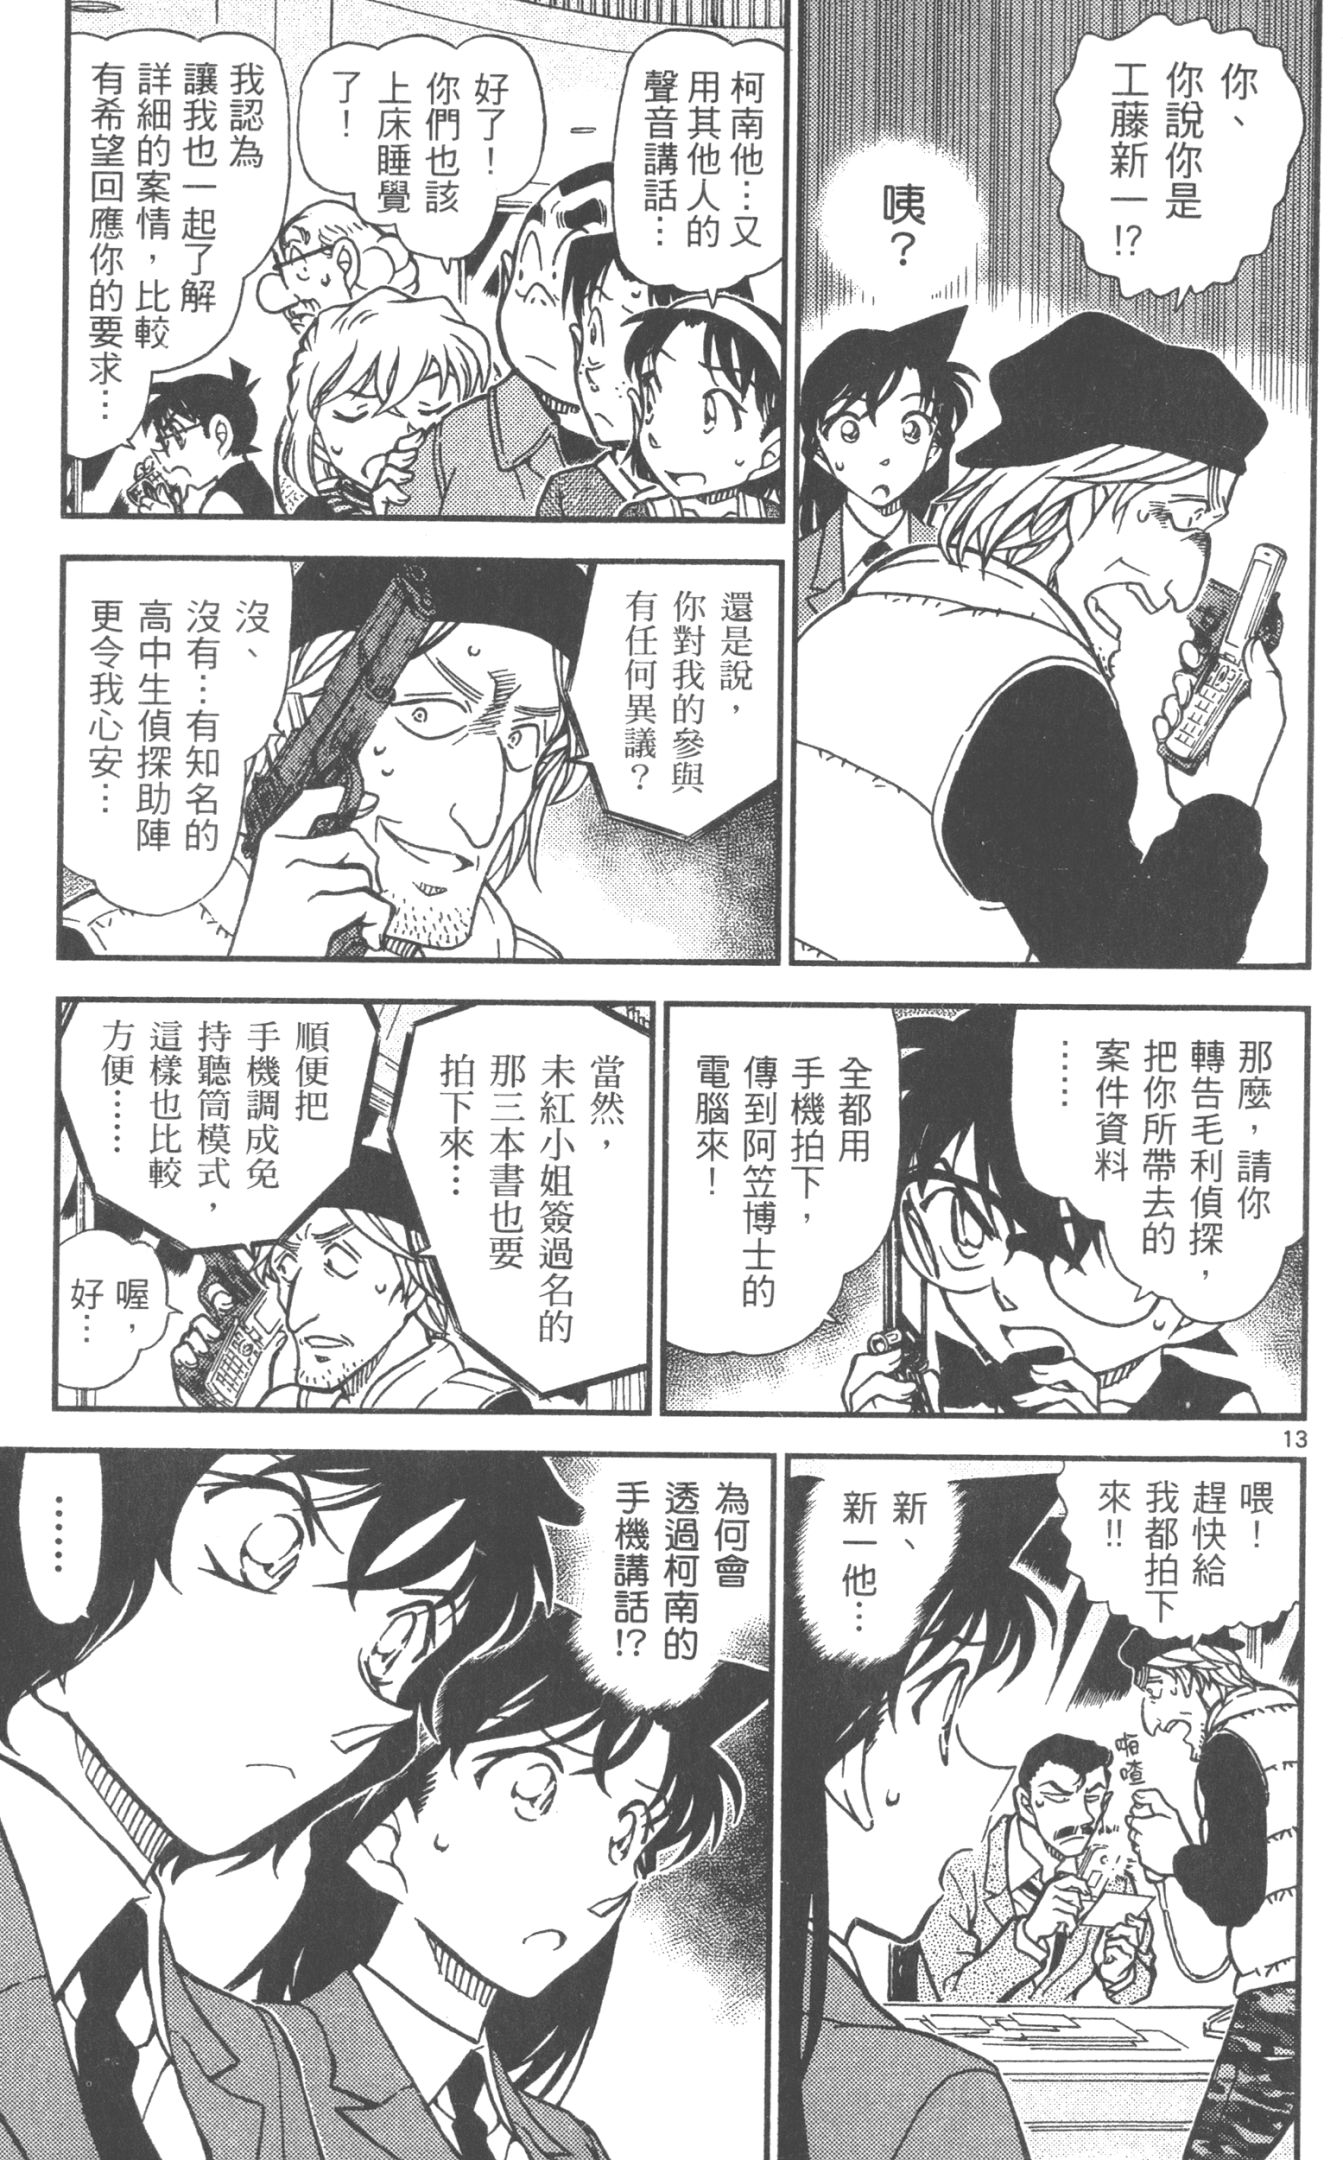 你、
你說你是
工藤新一!?
咦?
柯南他…又
用其他人的
聲音講話…
好了!
你們也該
上床睡覺
了!
我認為
讓我也一起了解
詳細的案情，比較
有希望回應你的要求…
還是說，
你對我的參與
有任何異議?
沒、
沒有…有知名的
高中生偵探助陣
更令我心安…
那麼，請你
轉告毛利偵探，
把你所帶去的
案件資料
……
全都用
手機拍下，
傳到阿笠博士的
電腦來!
當然，
未紅小姐簽過名的
那三本書也要
拍下來…
順便把
手機調成免
持聽筒模式，
這樣也比較
方便……
喔，
好…
13
喂!
趕快給
我都拍下
來!!
啪
喳
新、
新一他…
為何會
透過柯南的
手機講話!?
……